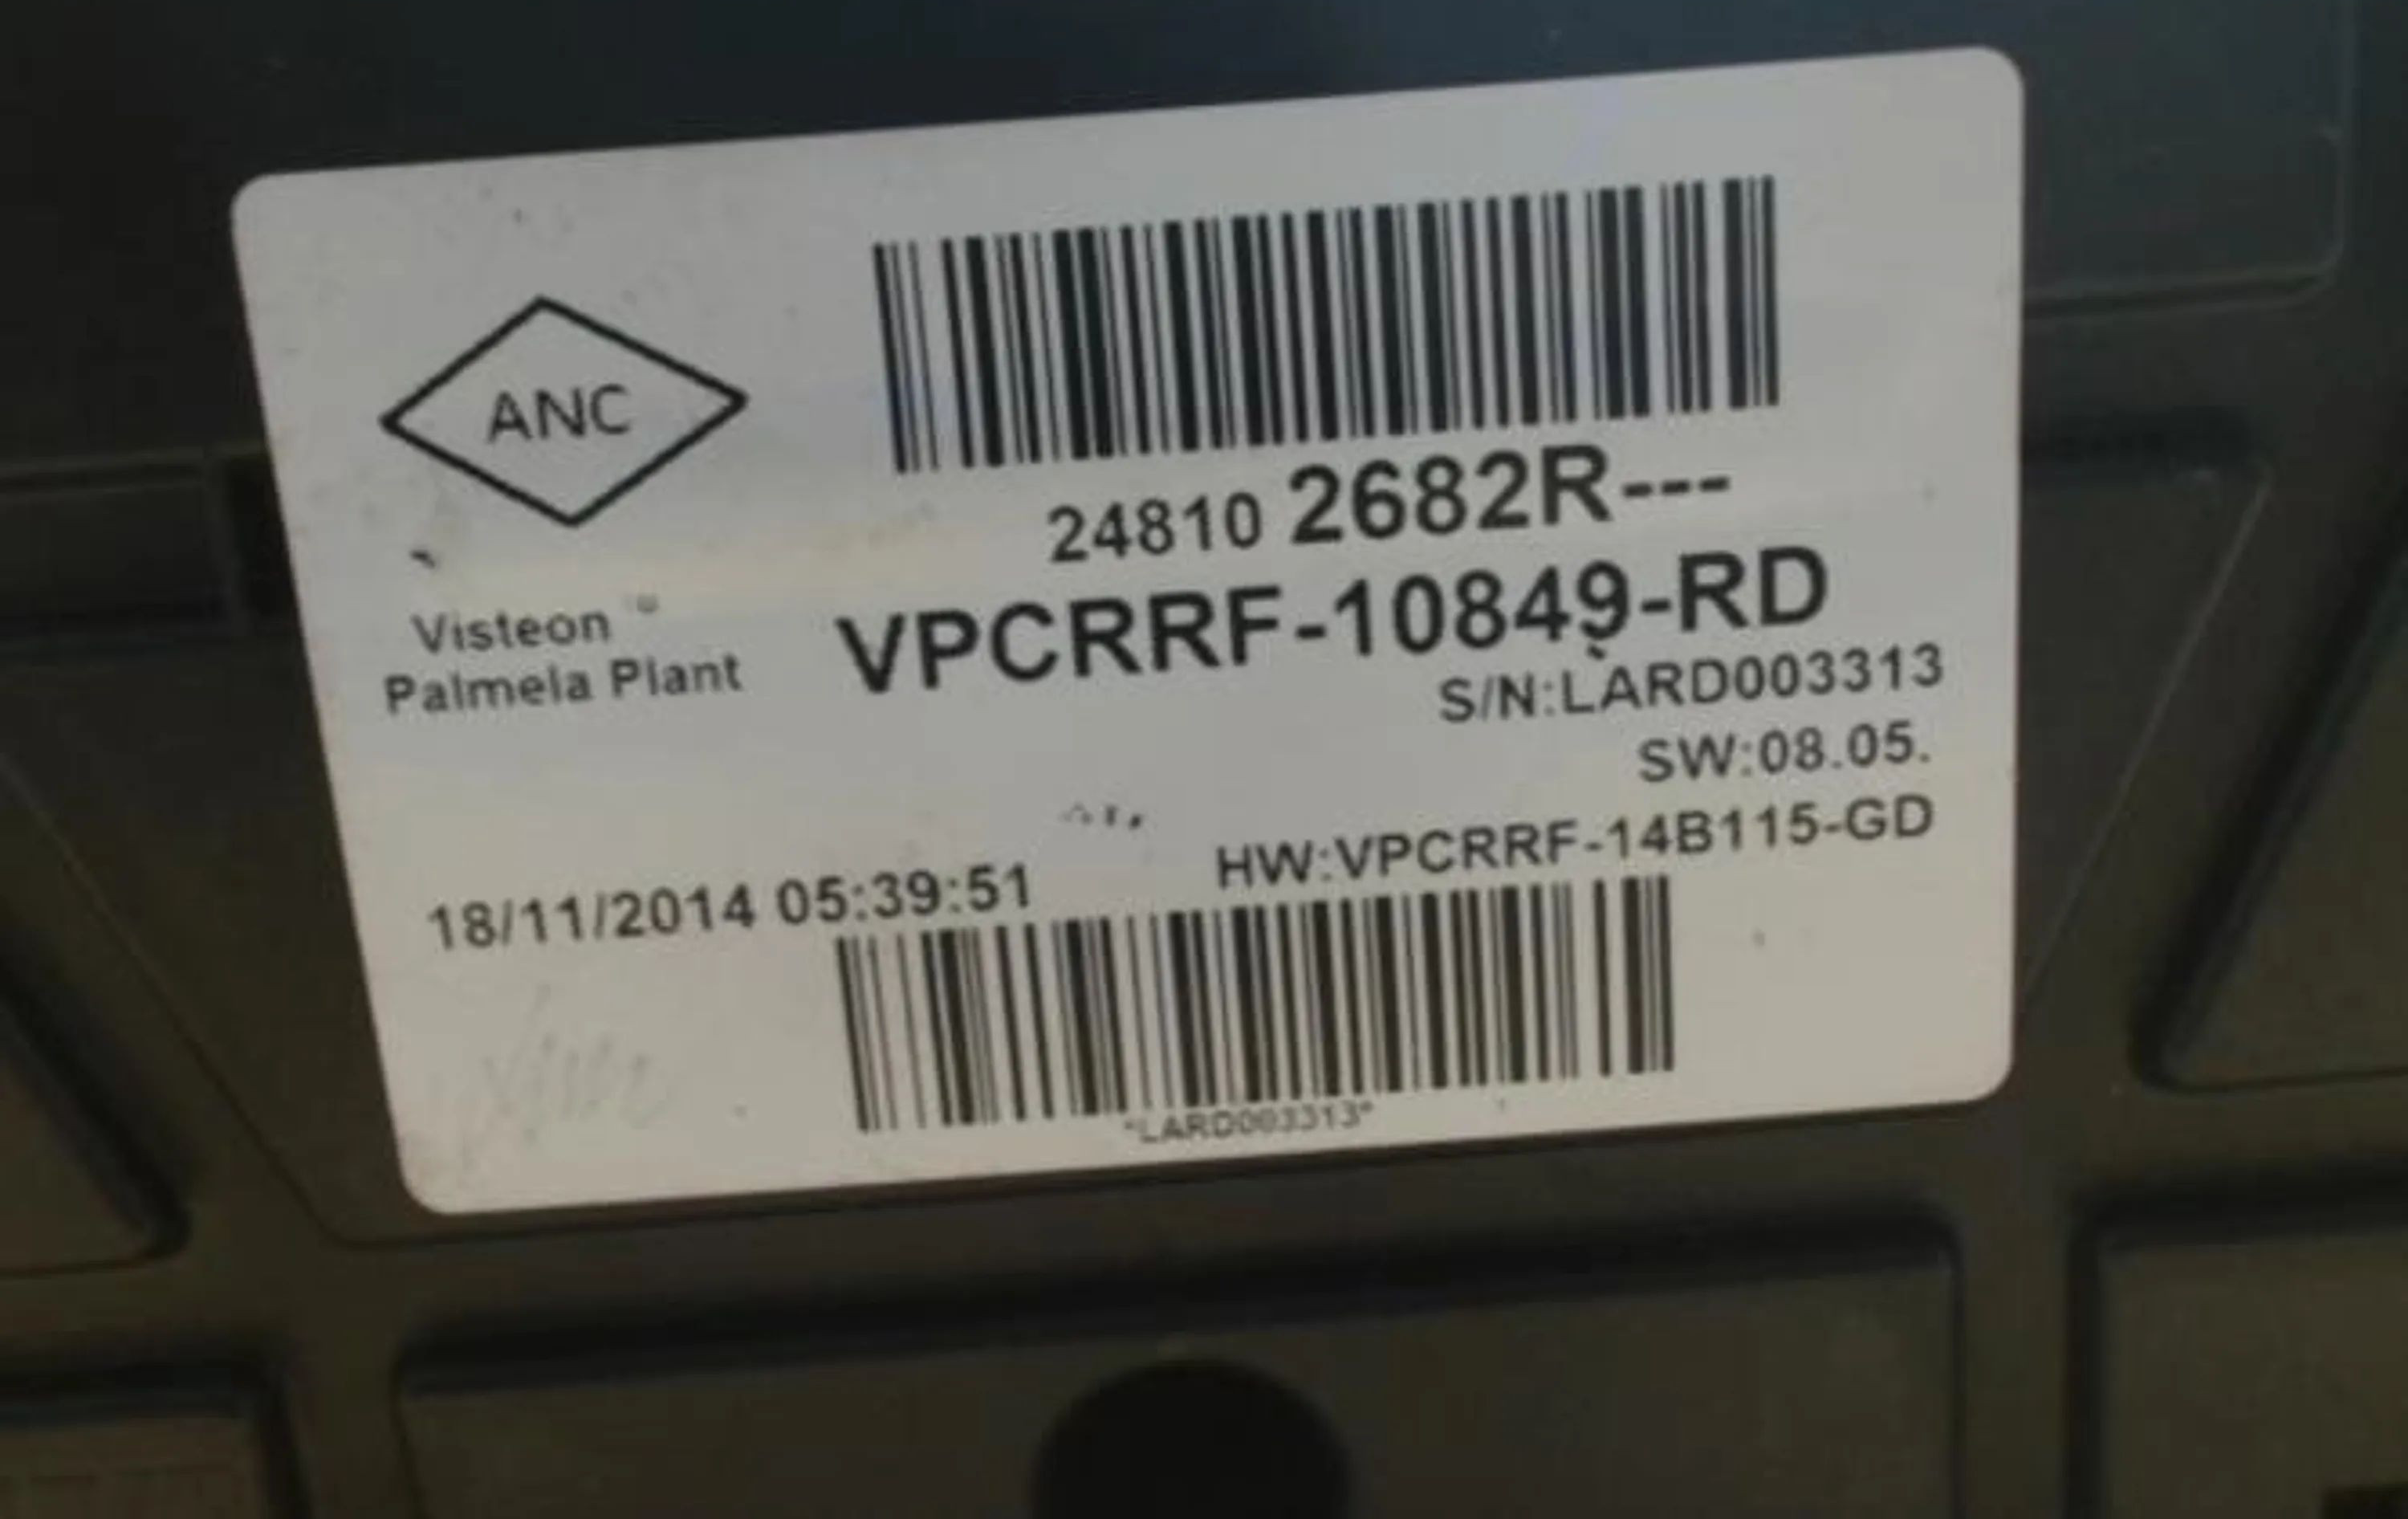 ANC
24810 2682R---
VPCRRF-10849-RD
Visteon
Palmela Plant
S/N:LARD003313
SW:08.05.
HW:VPCRRF-14B115-GD
18/11/2014 05:39:51
*LARD003313*